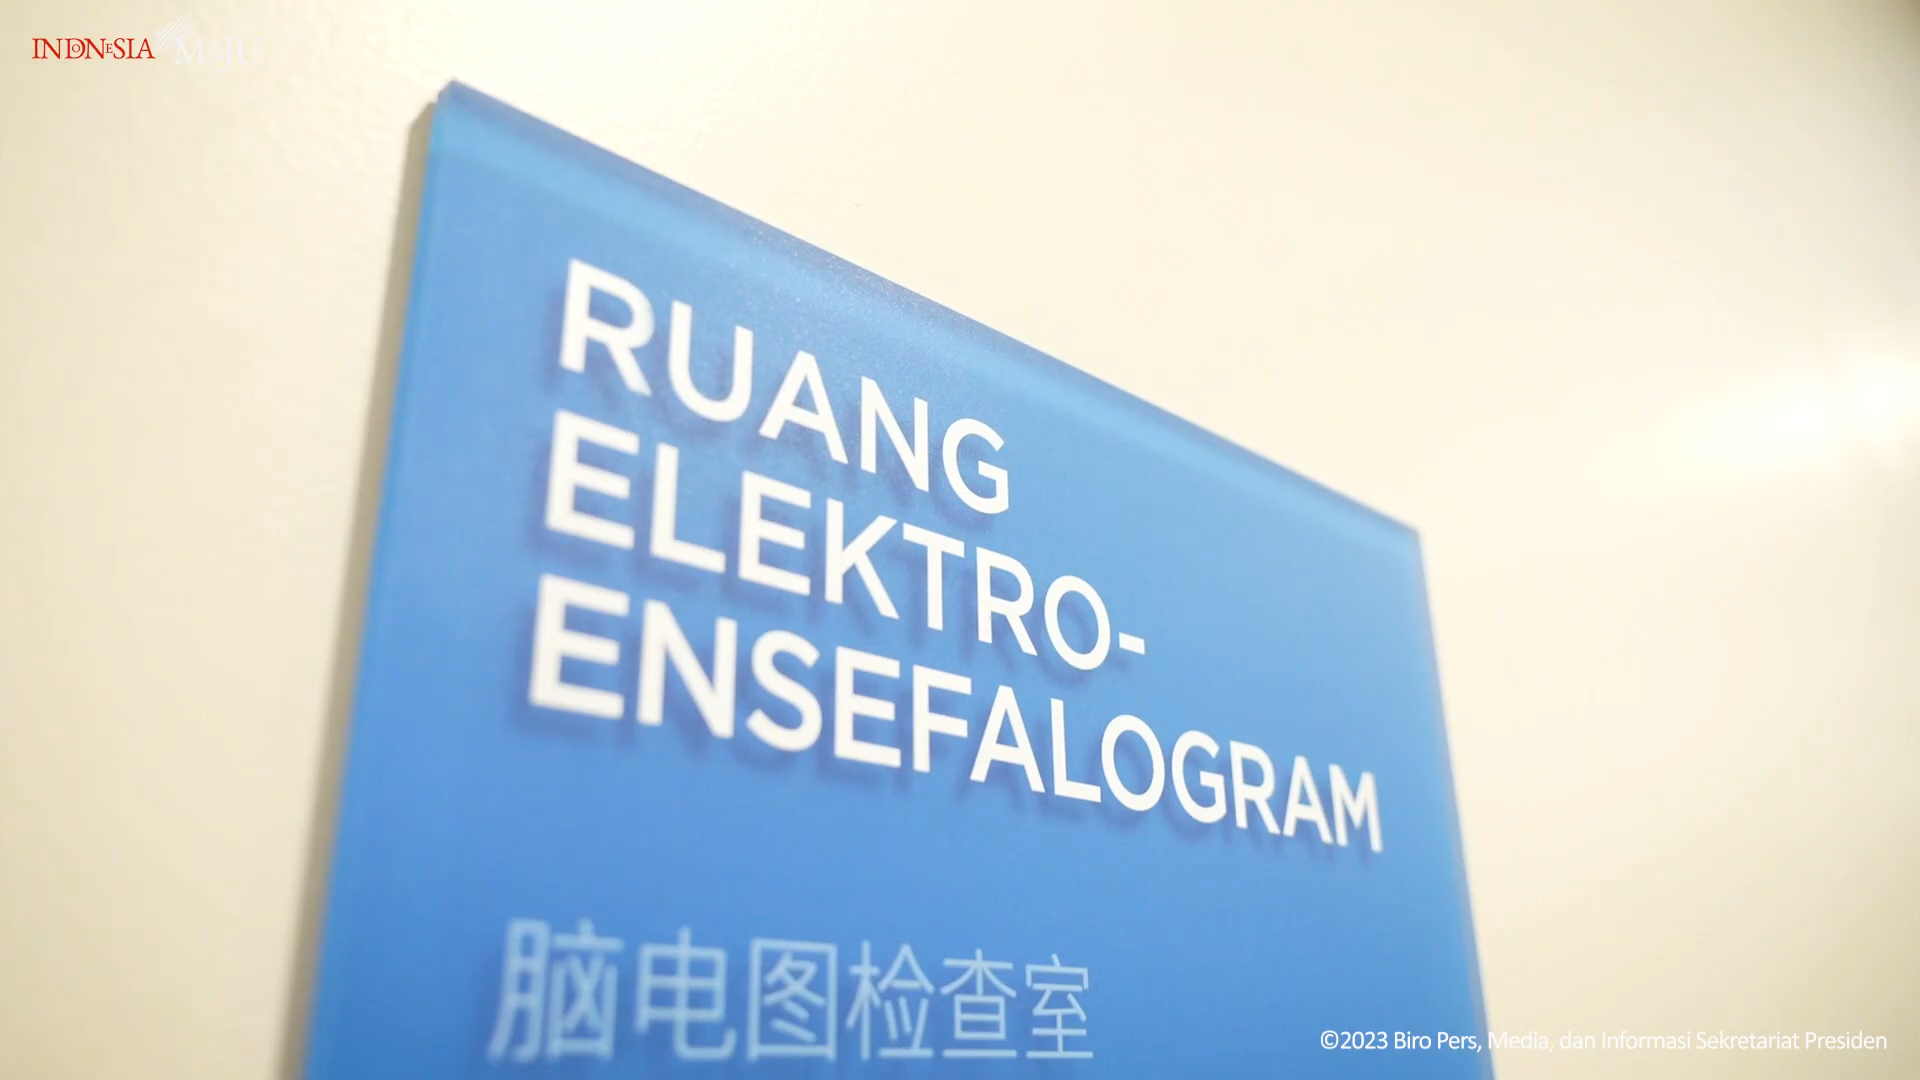 INDONESIA MAJU
RUANG
ELEKTRO-
ENSEFALOGRAM
脑电图检查室
©2023 Biro Pers, Media, dan Informasi Sekretariat Presiden